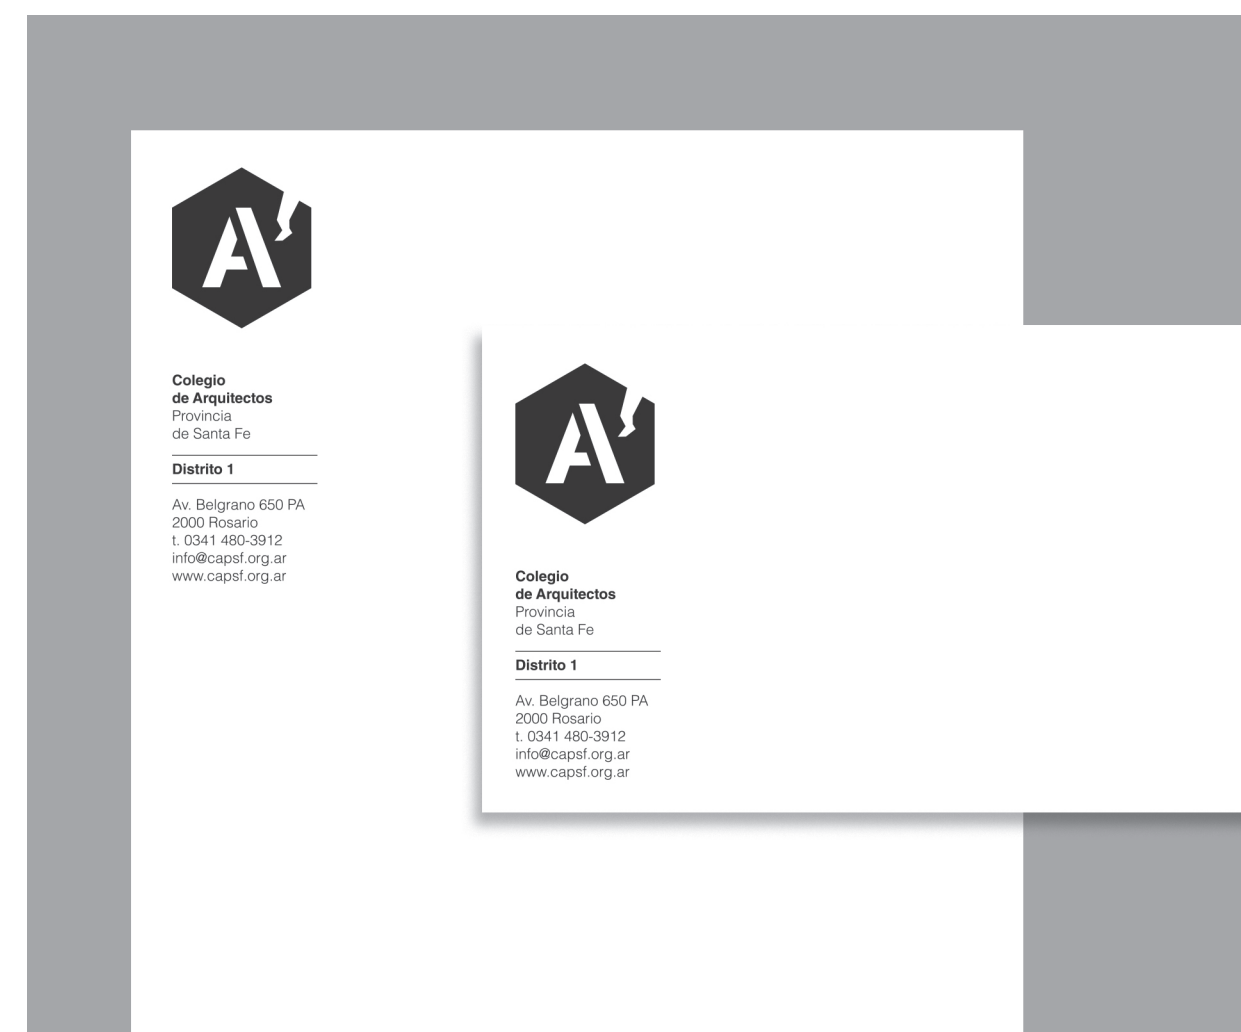 A
Colegio
de Arquitectos
Provincia
de Santa Fe
Distrito 1
Av. Belgrano 650 PA
2000 Rosario
t. 0341 480-3912
info@capsf.org.ar
www.capsf.org.ar
A
Colegio
de Arquitectos
Provincia
de Santa Fe
Distrito 1
Av. Belgrano 650 PA
2000 Rosario
t. 0341 480-3912
info@capsf.org.ar
www.capsf.org.ar